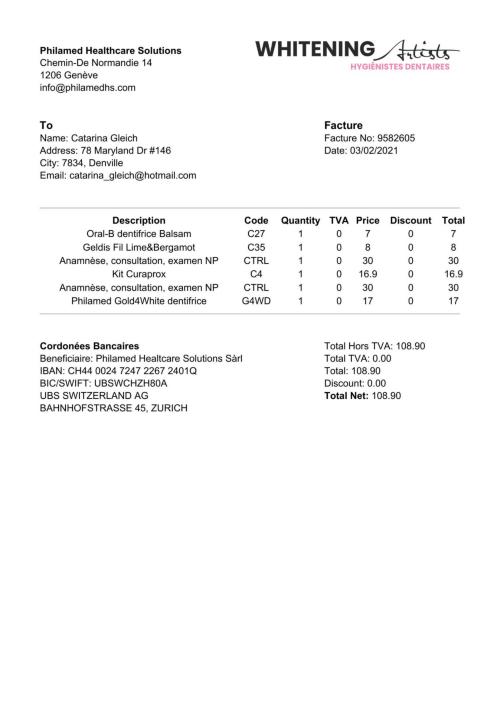 WHITENING Artists
HYGIÉNISTES DENTAIRES
Philamed Healthcare Solutions
Chemin-De Normandie 14
1206 Genève
info@philamedhs.com
To
Name: Catarina Gleich
Address: 78 Maryland Dr #146
City: 7834, Denville
Email: catarina_gleich@hotmail.com
Facture
Facture No: 9582605
Date: 03/02/2021
Description Code Quantity TVA Price Discount Total
Oral-B dentifrice Balsam C27 1 0 7 0 7
Geldis Fil Lime&Bergamot C35 1 0 8 0 8
Anamnèse, consultation, examen NP CTRL 1 0 30 0 30
Kit Curaprox C4 1 0 16.9 0 16.9
Anamnèse, consultation, examen NP CTRL 1 0 30 0 30
Philamed Gold4White dentifrice G4WD 1 0 17 0 17
Cordonées Bancaires
Beneficiaire: Philamed Healtcare Solutions Sàrl
IBAN: CH44 0024 7247 2267 2401Q
BIC/SWIFT: UBSWCHZH80A
UBS SWITZERLAND AG
BAHNHOFSTRASSE 45, ZURICH
Total Hors TVA: 108.90
Total TVA: 0.00
Total: 108.90
Discount: 0.00
Total Net: 108.90